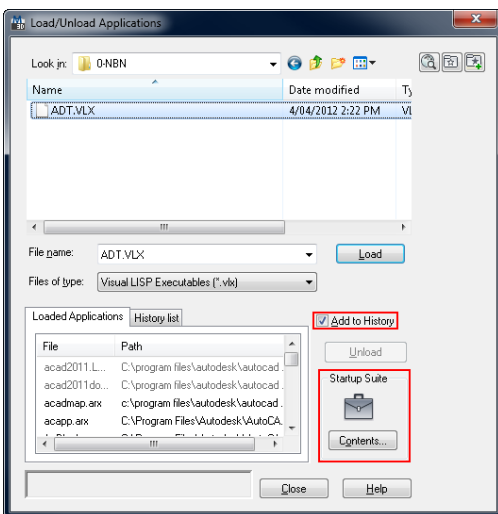 Load/Unload Applications
Look in: 0-NBN
Name Date modified Ty
ADT.VLX 4/04/2012 2:22 PM VI
File name: ADT.VLX Load
Files of type: Visual LISP Executables (*.vlx)
Loaded Applications History list Add to History
File Path Unload
acad2011.L... C:\program files\autodesk\autocad
acad2011do... C:\program files\autodesk\autocad
acadmap.arx c:\program files\autodesk\autocad
acapp.arx C:\Program Files\Autodesk\AutoCA
Startup Suite
Contents...
Close Help